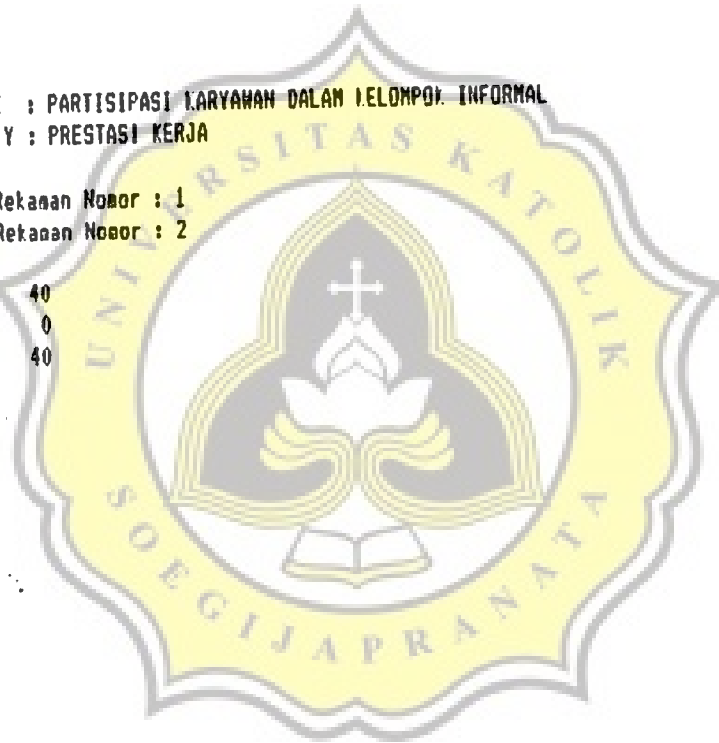 : PARTISIPASI KARYAWAN DALAM KELOMPOK INFORMAL
Y : PRESTASI KERJA
Rekaman Nomor : 1
Rekaman Nomor : 2
40
0
40
UNIVERSITAS KATOLIK
SOEGIJAPRANATA